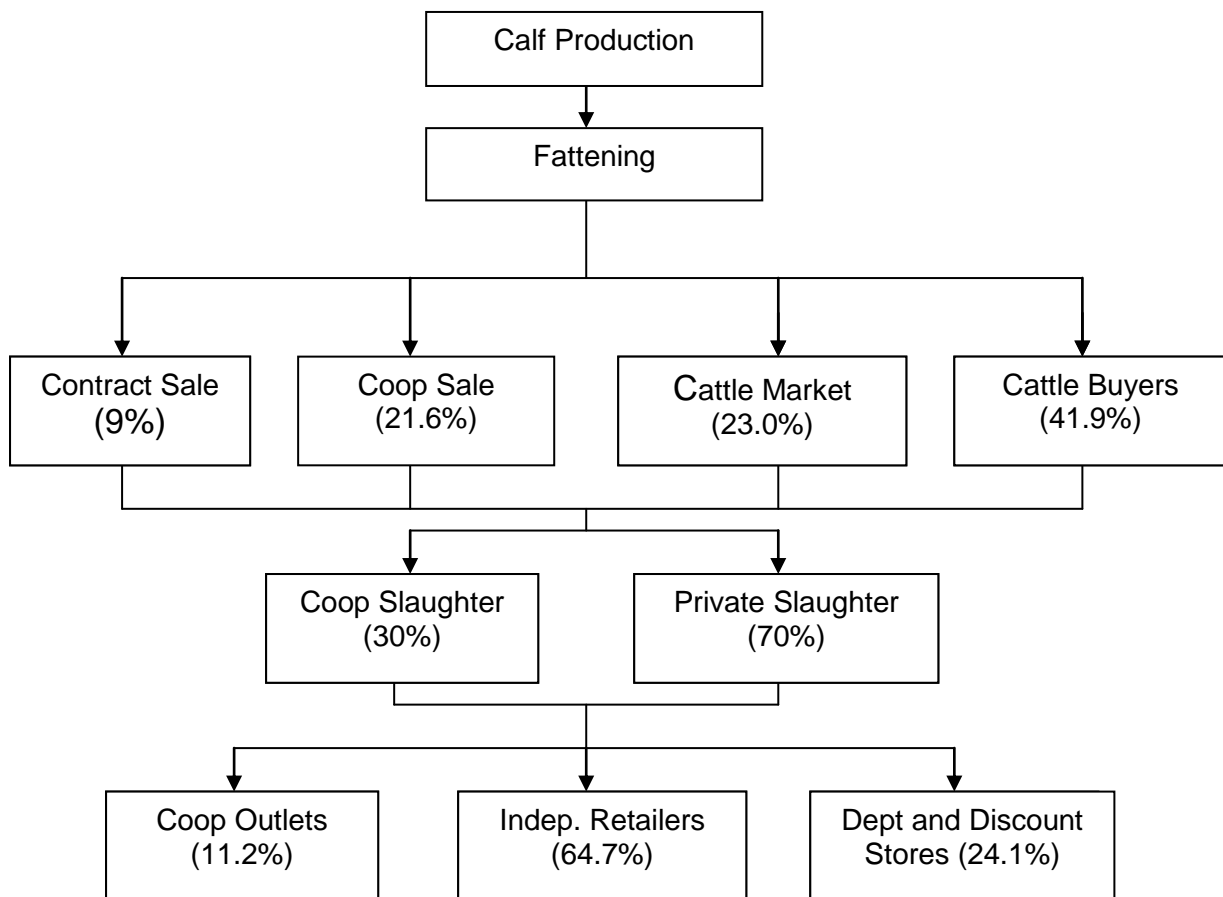 Calf Production
Fattening
Contract Sale
(9%)
Coop Sale
(21.6%)
Cattle Market
(23.0%)
Cattle Buyers
(41.9%)
Coop Slaughter
(30%)
Private Slaughter
(70%)
Coop Outlets
(11.2%)
Indep. Retailers
(64.7%)
Dept and Discount
Stores (24.1%)